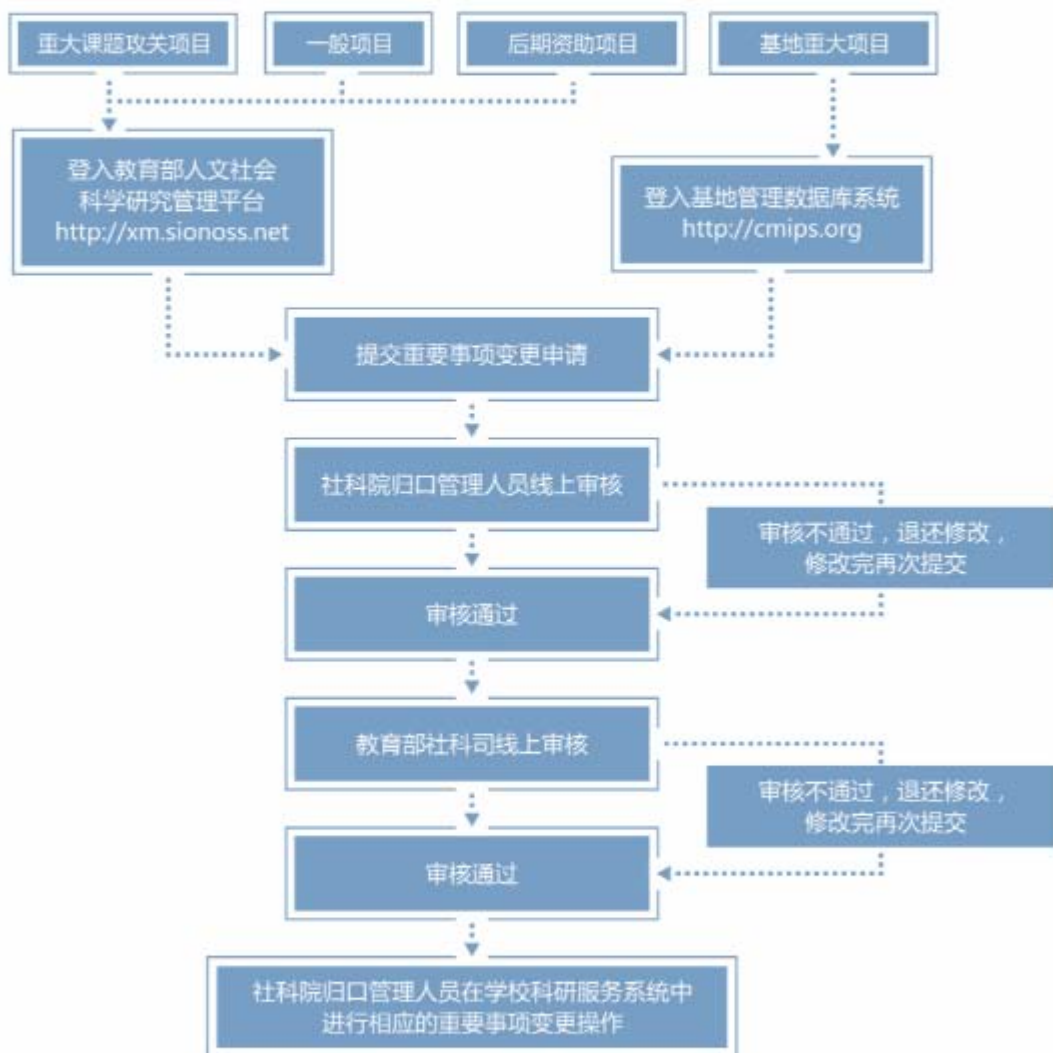 重大课题攻关项目
一般项目
后期资助项目
基地重大项目
登入教育部人文社会
科学研究管理平台
http://xm.sionoss.net
登入基地管理数据库系统
http://cmips.org
提交重要事项变更申请
社科院归口管理人员线上审核
审核不通过，退还修改，
修改完再次提交
审核通过
教育部社科司线上审核
审核不通过，退还修改，
修改完再次提交
审核通过
社科院归口管理人员在学校科研服务系统中
进行相应的重要事项变更操作